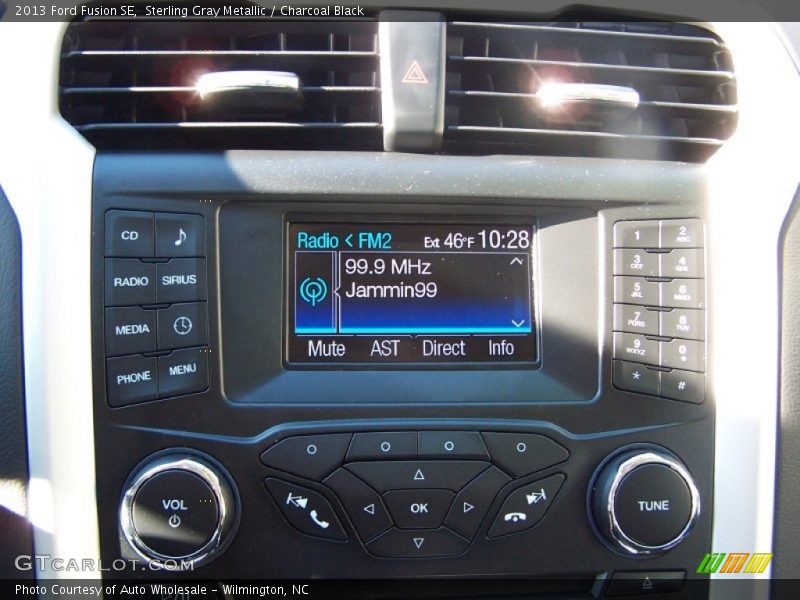 2013 Ford Fusion SE, Sterling Gray Metallic / Charcoal Black
Radio < FM2 Ext 46°F 10:28
99.9 MHz
Jammin99
Mute AST Direct Info
CD
RADIO SIRIUS
MEDIA
PHONE MENU
1 2 ABC
3 DEF 4 GHI
5 JKL 6 MNO
7 PQRS 8 TUV
9 WXYZ 0 +
* #
VOL
OK
TUNE
GTCARLOT.COM
Photo Courtesy of Auto Wholesale - Wilmington, NC